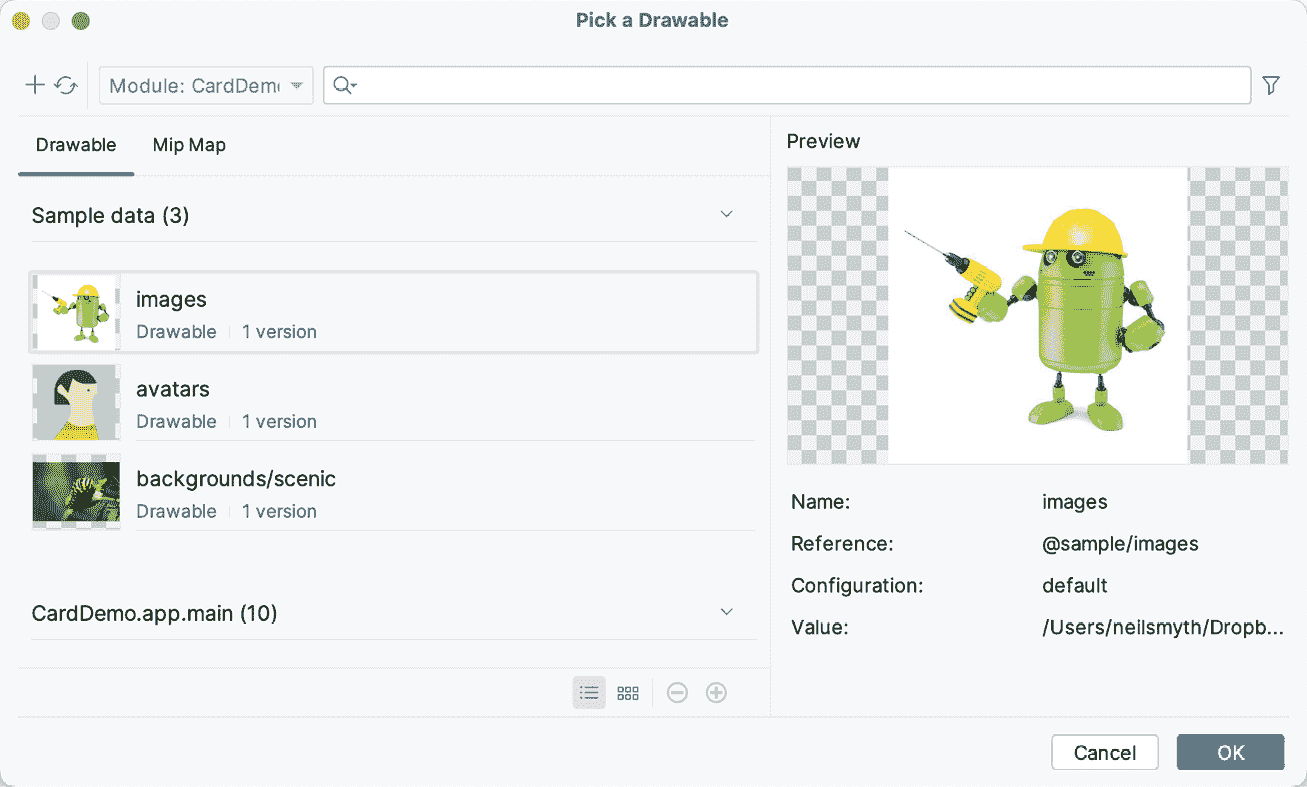 Pick a Drawable
Module: CardDem
Drawable Mip Map
Sample data (3)
images
Drawable 1 version
avatars
Drawable 1 version
backgrounds/scenic
Drawable 1 version
CardDemo.app.main (10)
Preview
Name: images
Reference: @sample/images
Configuration: default
Value: /Users/neilsmyth/Dropb...
Cancel OK